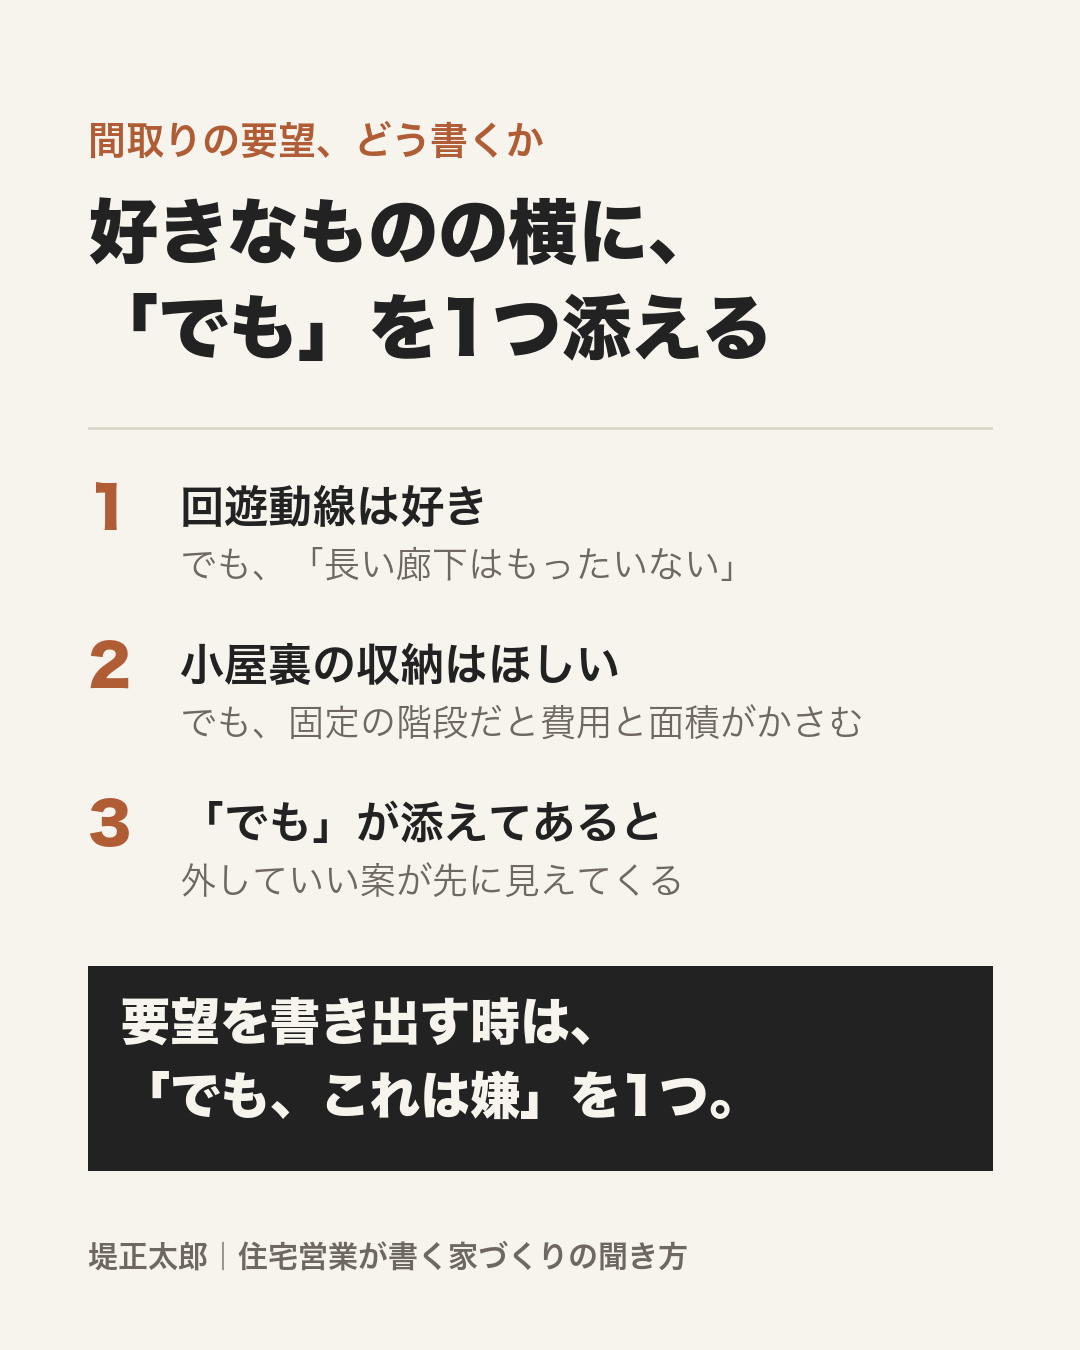 間取りの要望、どう書くか
好きなものの横に、
「でも」を1つ添える
1 回遊動線は好き
でも、「長い廊下はもったいない」
2 小屋裏の収納はほしい
でも、固定の階段だと費用と面積がかさむ
3 「でも」が添えてあると
外していい案が先に見えてくる
要望を書き出す時は、
「でも、これは嫌」を1つ。
堤正太郎｜住宅営業が書く家づくりの聞き方